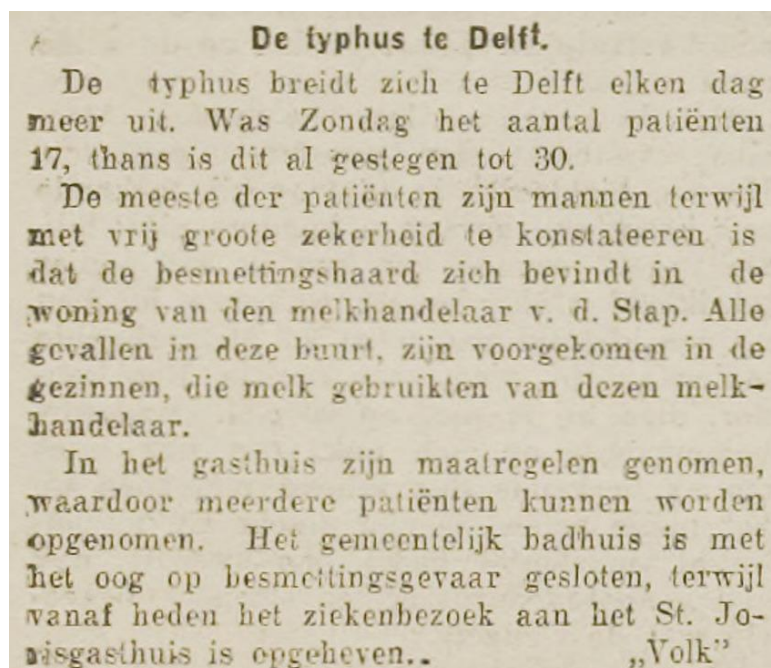 De typhus te Delft.
De typhus breidt zich te Delft elken dag
meer uit. Was Zondag het aantal patiënten
17, thans is dit al gestegen tot 30.
De meeste der patiënten zijn mannen terwijl
met vrij groote zekerheid te konstateeren is
dat de besmettingshaard zich bevindt in de
woning van den melkhandelaar v. d. Stap. Alle
gevallen in deze buurt. zijn voorgekomen in de
gezinnen, die melk gebruikten van dezen melk-
handelaar.
In het gasthuis zijn maatregelen genomen,
waardoor meerdere patiënten kunnen worden
opgenomen. Het gemeentelijk badhuis is met
het oog op besmettingsgevaar gesloten, terwijl
vanaf heden het ziekenbezoek aan het St. Jo-
risgasthuis is opgeheven.. „Volk”